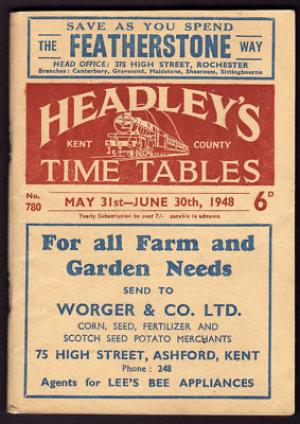 SAVE AS YOU SPEND
THE FEATHERSTONE WAY
HEAD OFFICE: 375 HIGH STREET, ROCHESTER
Branches: Canterbury, Gravesend, Maidstone, Sheerness, Sittingbourne
HEADLEY'S
KENT COUNTY
TIME TABLES
No. 780 MAY 31st—JUNE 30th, 1948 6D
Yearly Subscription by post 7/- payable in advance
For all Farm and
Garden Needs
SEND TO
WORGER & CO. LTD.
CORN, SEED, FERTILIZER AND
SCOTCH SEED POTATO MERCHANTS
75 HIGH STREET, ASHFORD, KENT
Phone: 248
Agents for LEE'S BEE APPLIANCES